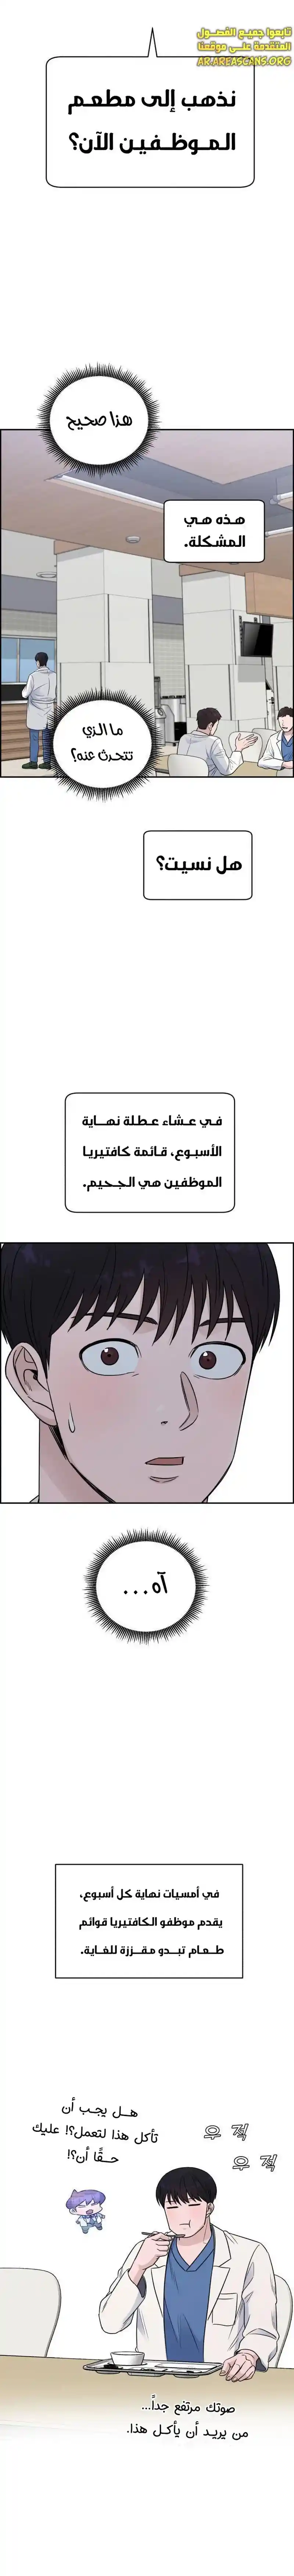 تابعوا جميع الفصول
المتقدمة على موقعنا
AR.AREASCANS.ORG
نذهب إلى مطعم
الموظفين الآن؟
هذا صحيح
هذه هي
المشكلة.
ما الذي
تتحدث عنه؟
هل نسيت؟
في عشاء عطلة نهاية
الأسبوع، قائمة كافتيريا
الموظفين هي الجحيم.
آه...
في أمسيات نهاية كل أسبوع،
يقدم موظفو الكافتيريا قوائم
طعام تبدو مقززة للغاية.
هل يجب أن
تأكل هذا لتعمل؟! عليك
حقًا أن؟!
우적
우적
صوتك مرتفع جداً...
من يريد أن يأكل هذا.